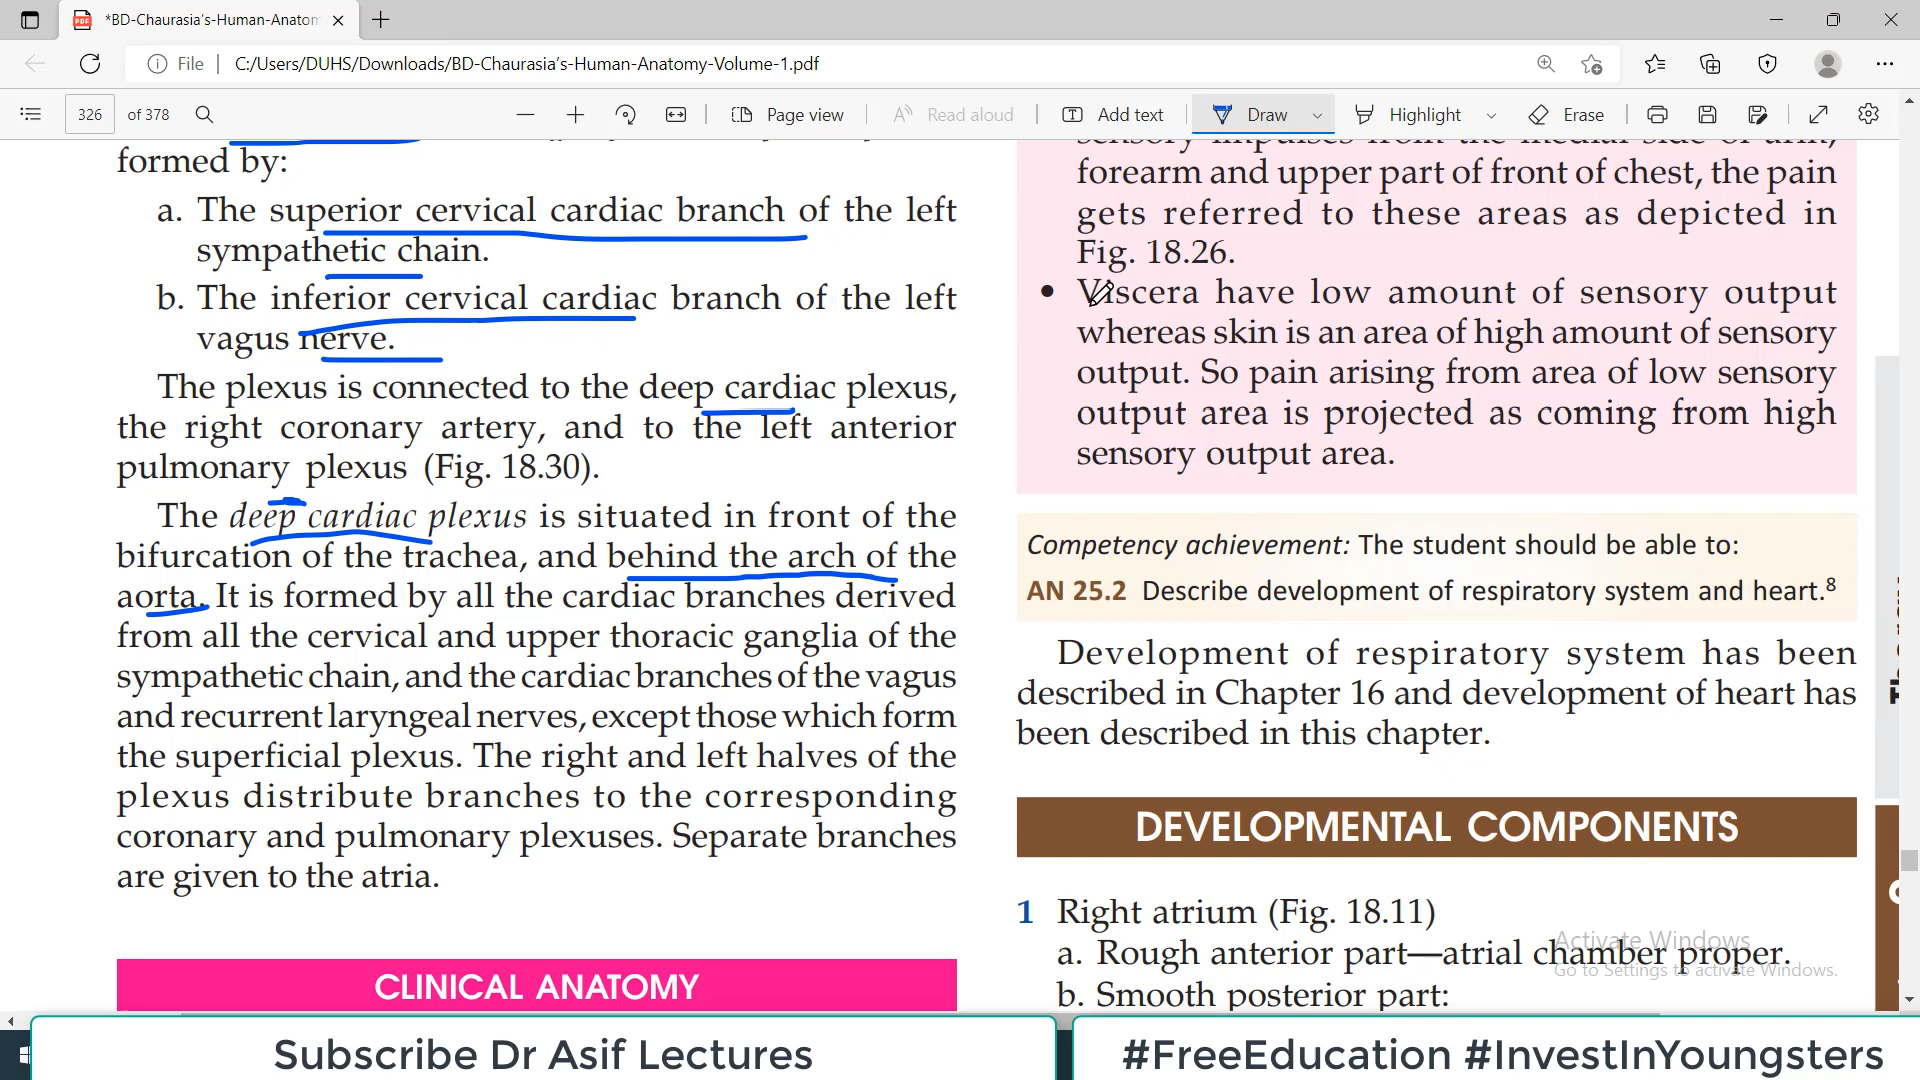 *BD-Chaurasia's-Human-Anatom
File
C:/Users/DUHS/Downloads/BD-Chaurasia's-Human-Anatomy-Volume-1.pdf
326 of 378
Page view
Read aloud
Add text
Draw
Highlight
Erase
formed by:
a. The superior cervical cardiac branch of the left
sympathetic chain.
b. The inferior cervical cardiac branch of the left
vagus nerve.
The plexus is connected to the deep cardiac plexus,
the right coronary artery, and to the left anterior
pulmonary plexus (Fig. 18.30).
The deep cardiac plexus is situated in front of the
bifurcation of the trachea, and behind the arch of the
aorta. It is formed by all the cardiac branches derived
from all the cervical and upper thoracic ganglia of the
sympathetic chain, and the cardiac branches of the vagus
and recurrent laryngeal nerves, except those which form
the superficial plexus. The right and left halves of the
plexus distribute branches to the corresponding
coronary and pulmonary plexuses. Separate branches
are given to the atria.
CLINICAL ANATOMY
sensory impulses from the medial side of arm,
forearm and upper part of front of chest, the pain
gets referred to these areas as depicted in
Fig. 18.26.
• Viscera have low amount of sensory output
whereas skin is an area of high amount of sensory
output. So pain arising from area of low sensory
output area is projected as coming from high
sensory output area.
Competency achievement: The student should be able to:
AN 25.2 Describe development of respiratory system and heart.⁸
Development of respiratory system has been
described in Chapter 16 and development of heart has
been described in this chapter.
DEVELOPMENTAL COMPONENTS
1 Right atrium (Fig. 18.11)
a. Rough anterior part—atrial chamber proper.
b. Smooth posterior part:
Activate Windows
Go to Settings to activate Windows.
Subscribe Dr Asif Lectures
#FreeEducation #InvestInYoungsters